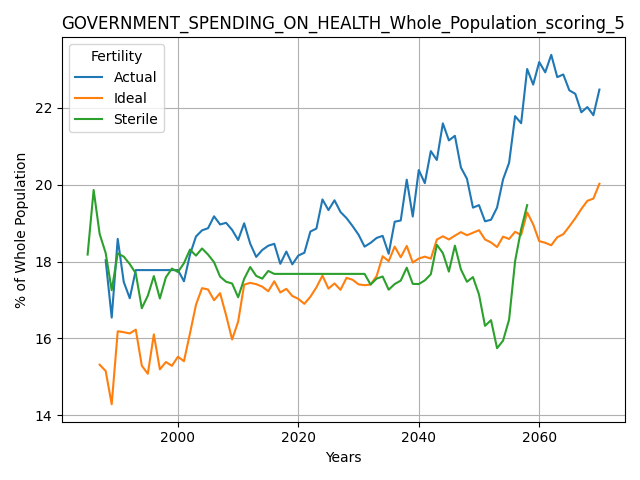 GOVERNMENT_SPENDING_ON_HEALTH_Whole_Population_scoring_5
Fertility
Actual
Ideal
Sterile
% of Whole Population
22
20
18
16
14
2000
2020
2040
2060
Years